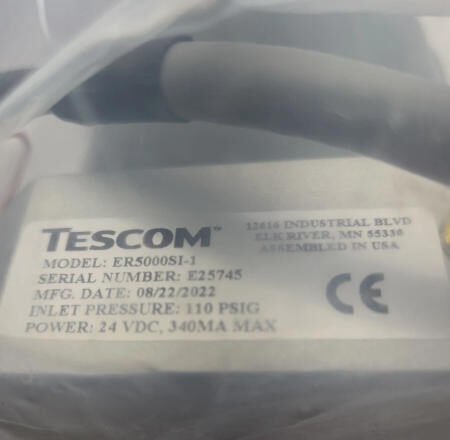 TESCOM™
12616 INDUSTRIAL BLVD
ELK RIVER, MN 55330
ASSEMBLED IN USA
MODEL: ER5000SI-1
SERIAL NUMBER: E25745
MFG. DATE: 08/22/2022
INLET PRESSURE: 110 PSIG
POWER: 24 VDC, 340MA MAX
CE